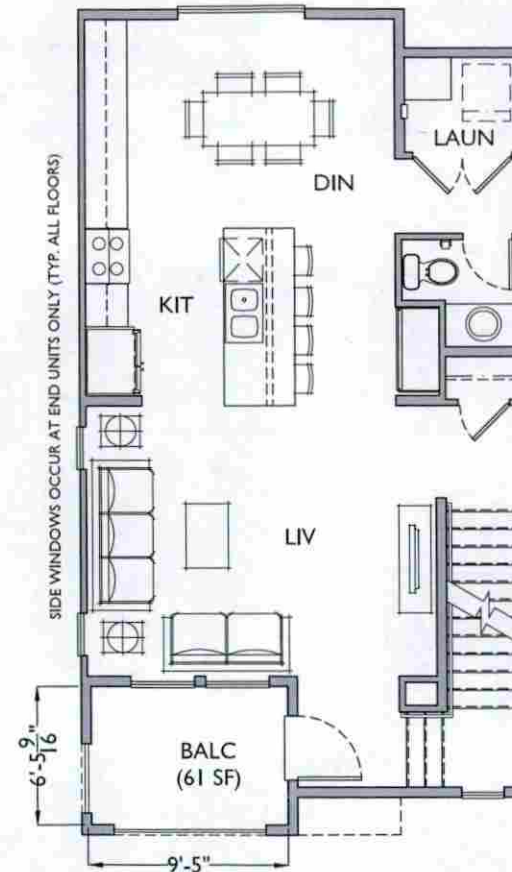 LAUN
DIN
SIDE WINDOWS OCCUR AT END UNITS ONLY (TYP. ALL FLOORS)
KIT
LIV
BALC
(61 SF)
6'-5 9/16"
9'-5"